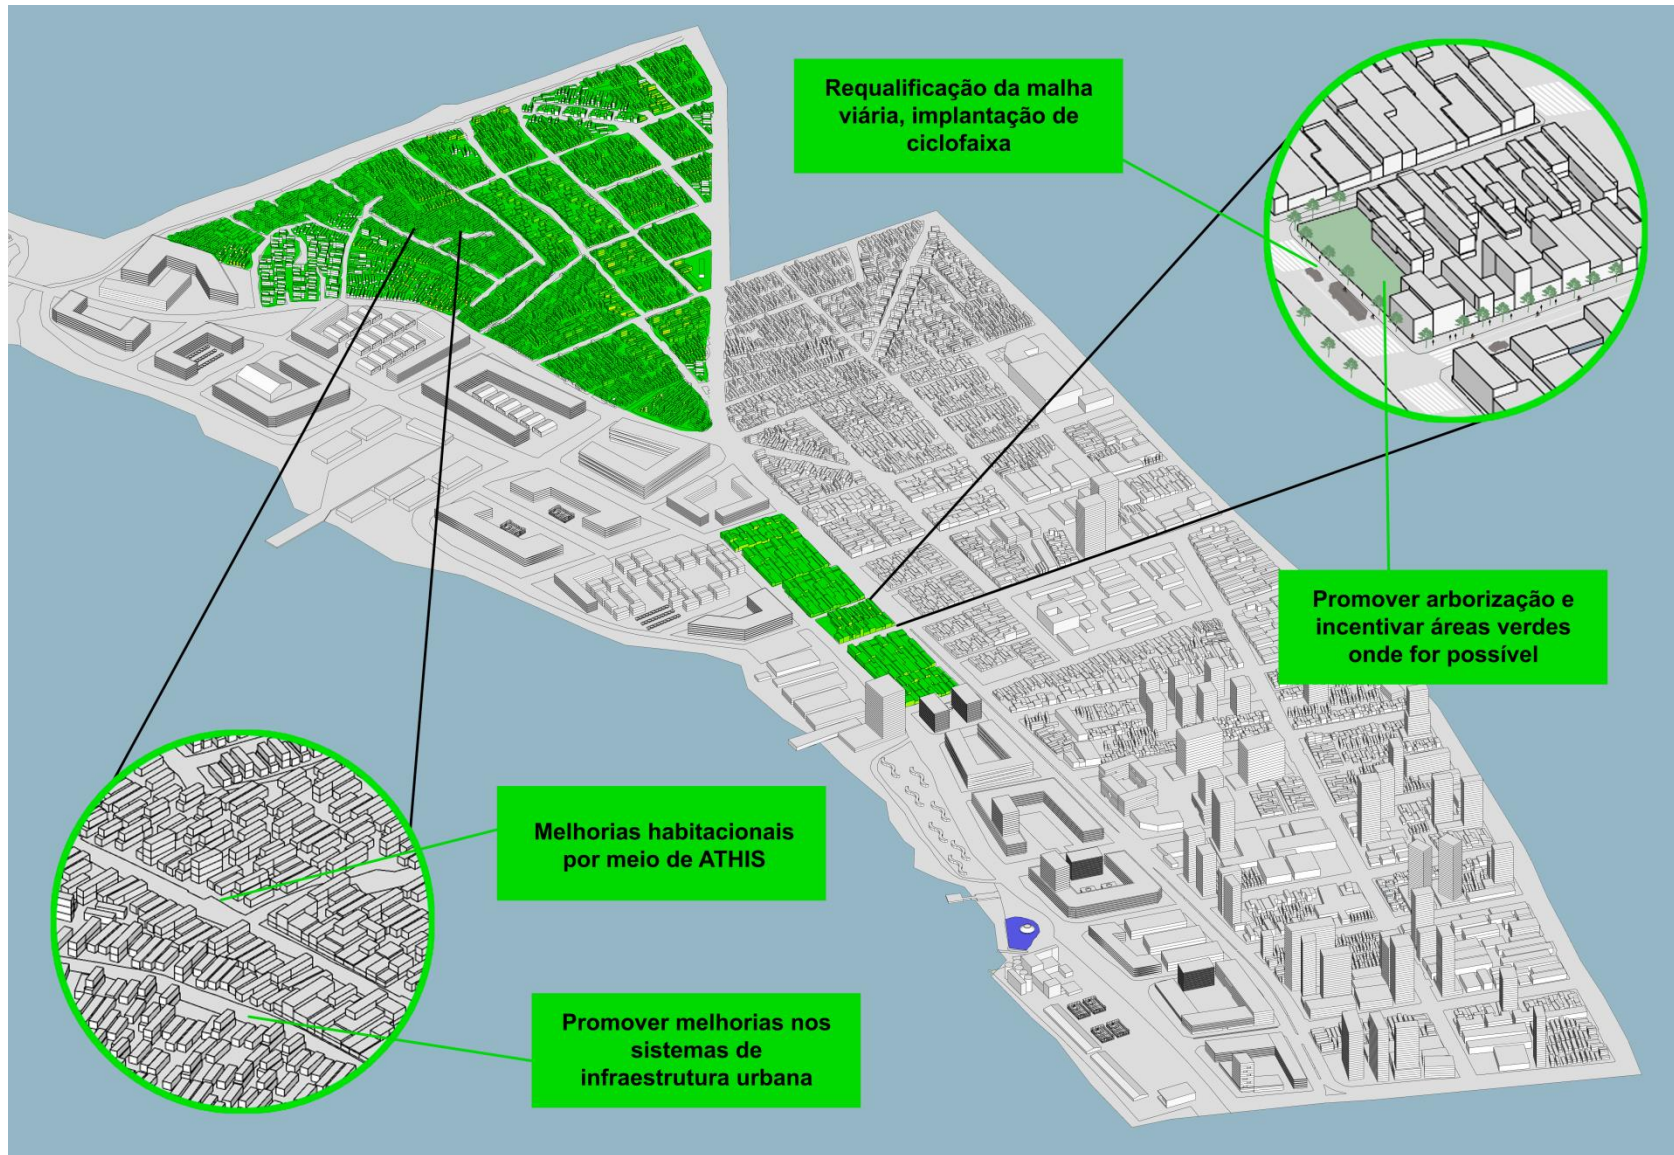 Requalificação da malha
viária, implantação de
ciclofaixa
Promover arborização e
incentivar áreas verdes
onde for possível
Melhorias habitacionais
por meio de ATHIS
Promover melhorias nos
sistemas de
infraestrutura urbana